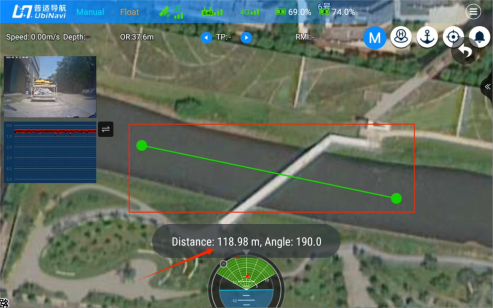 普适导航
UbiNavi
Manual
Float
69.0%
74.0%
Speed:0.00m/s Depth:-
OR:37.6m
TP:-
RMI:-
M
Distance: 118.98 m, Angle: 190.0